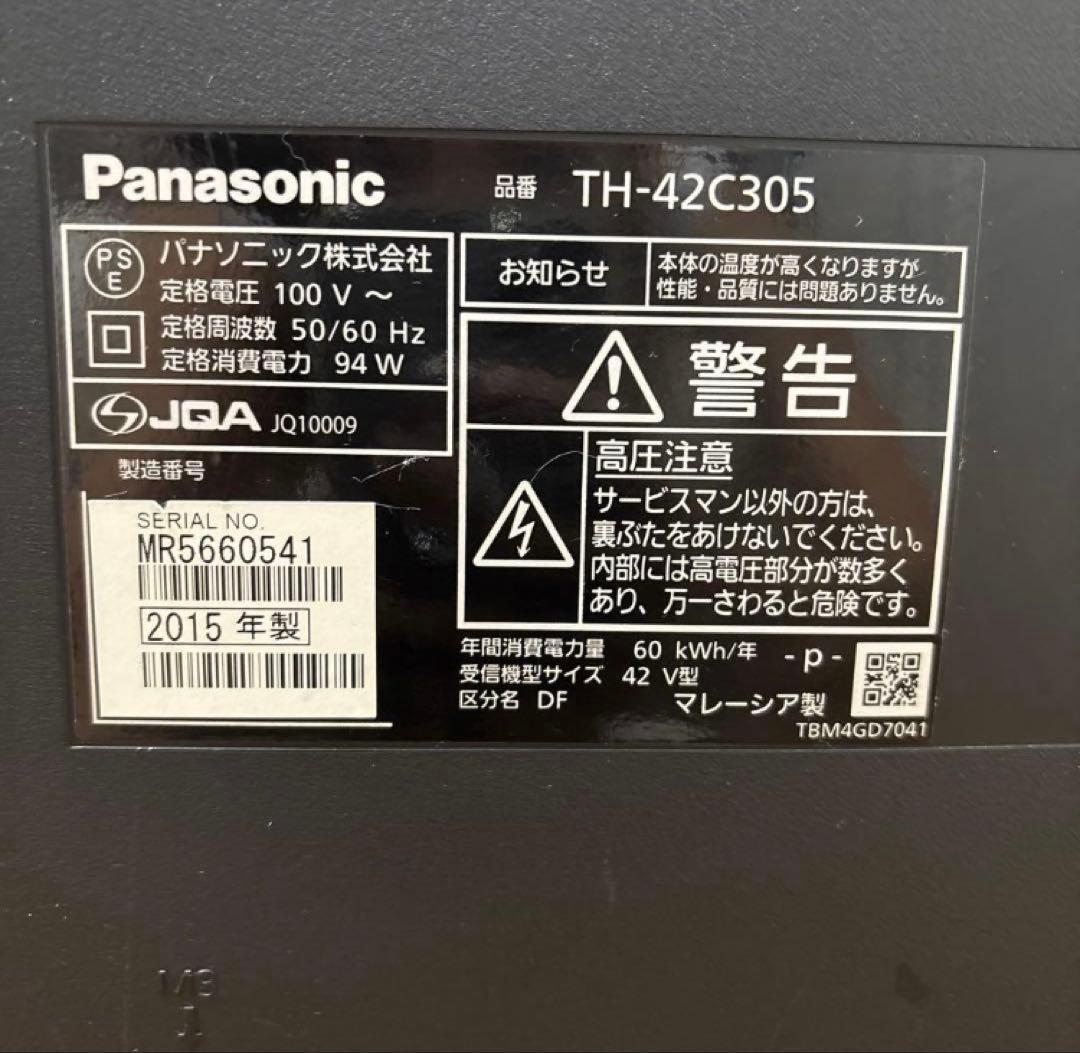 Panasonic
品番 TH-42C305
PS
E
パナソニック株式会社
定格電圧 100 V ～
定格周波数 50/60 Hz
定格消費電力 94 W
JQA JQ10009
製造番号
SERIAL NO.
MR5660541
2015 年製
お知らせ
本体の温度が高くなりますが
性能・品質には問題ありません。
警告
高圧注意
サービスマン以外の方は、
裏ぶたをあけないでください。
内部には高電圧部分が数多く
あり、万一さわると危険です。
年間消費電力量 60 kWh/年
受信機型サイズ 42 V型
区分名 DF
- p -
マレーシア製
TBM4GD7041